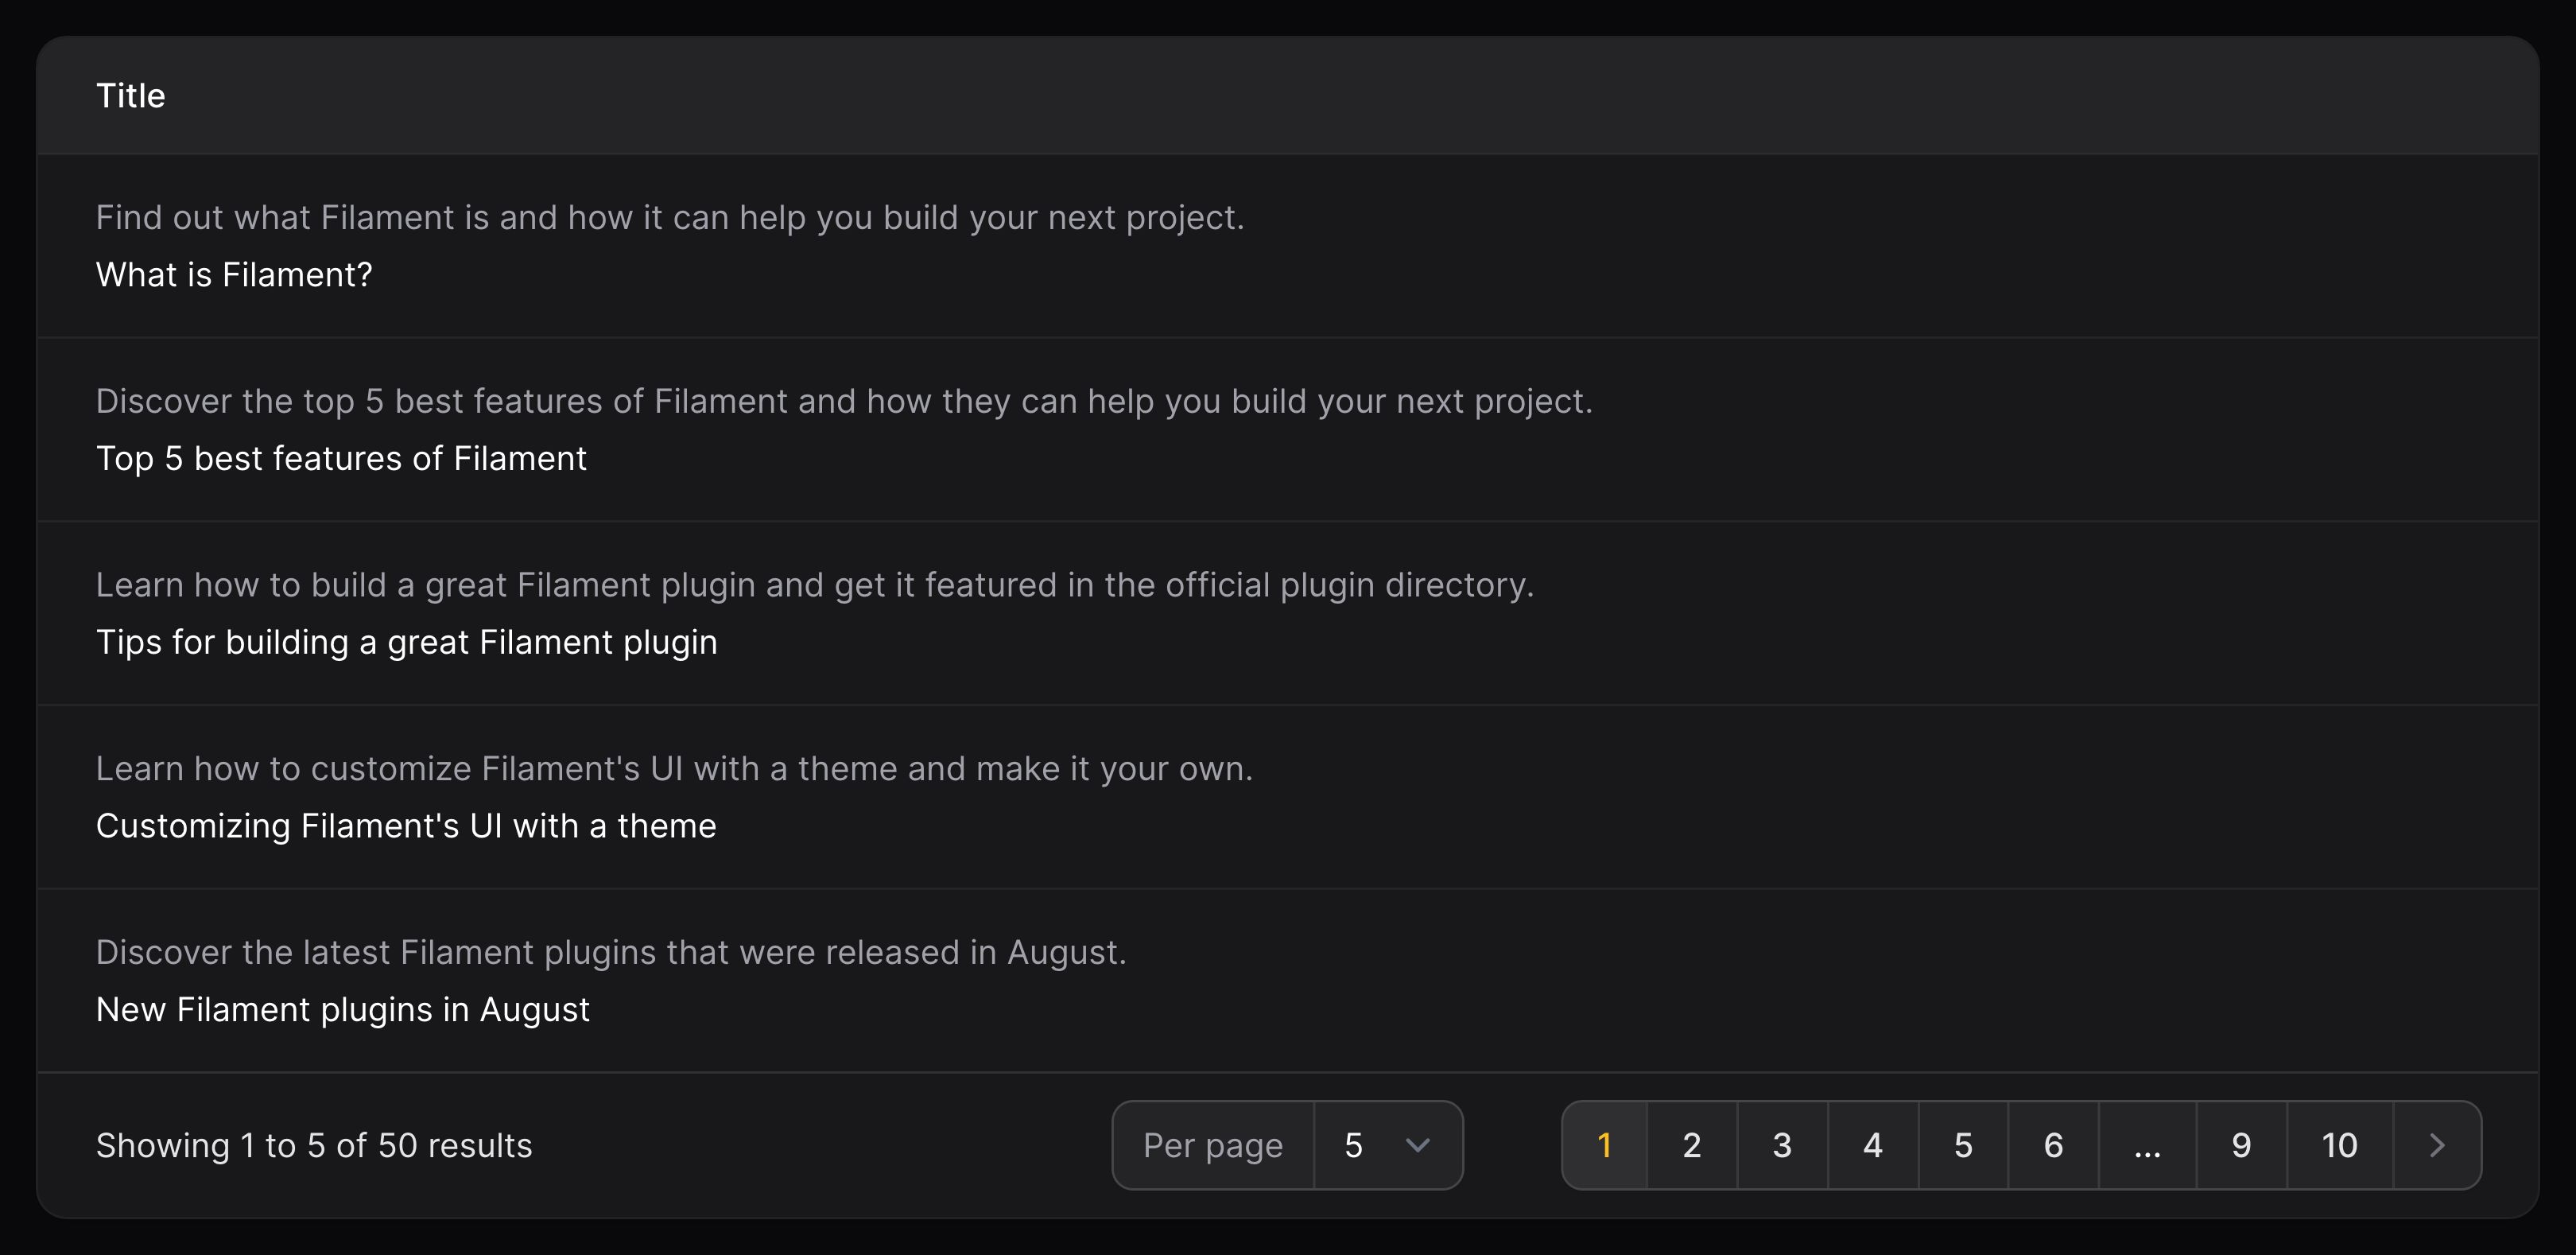 Title
Find out what Filament is and how it can help you build your next project.
What is Filament?
Discover the top 5 best features of Filament and how they can help you build your next project.
Top 5 best features of Filament
Learn how to build a great Filament plugin and get it featured in the official plugin directory.
Tips for building a great Filament plugin
Learn how to customize Filament's UI with a theme and make it your own.
Customizing Filament's UI with a theme
Discover the latest Filament plugins that were released in August.
New Filament plugins in August
Showing 1 to 5 of 50 results Per page 5 1 2 3 4 5 6 ... 9 10